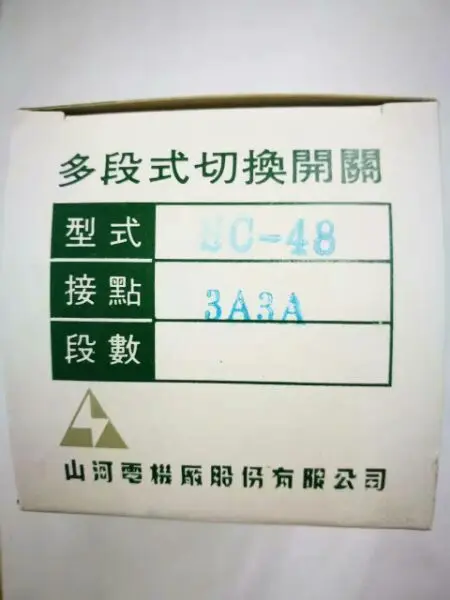 多段式切換開關
型式 SC-48
接點 3A3A
段數
山河電機廠股份有限公司